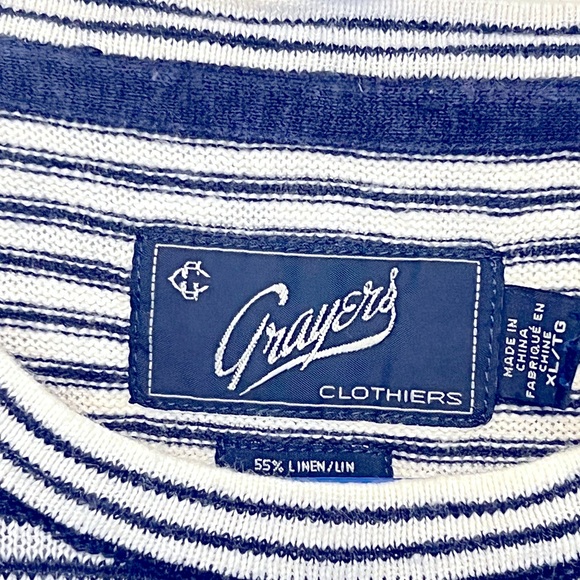 Grayers
CLOTHIERS
MADE IN
CHINA
FABRIQUÉ EN
CHINE
XL/TG
55% LINEN/LIN